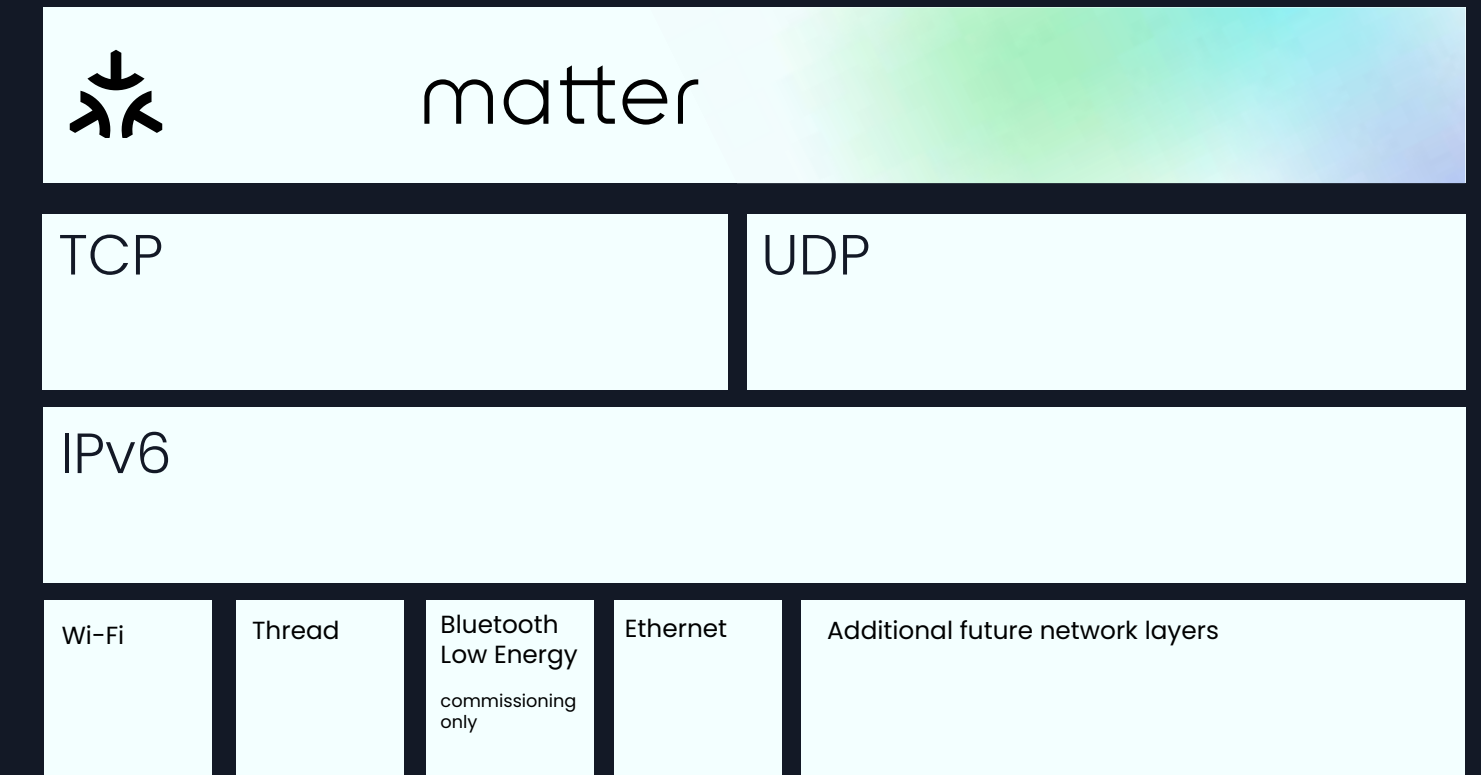 matter
TCP
UDP
IPv6
Wi-Fi
Thread
Bluetooth
Low Energy
commissioning
only
Ethernet
Additional future network layers